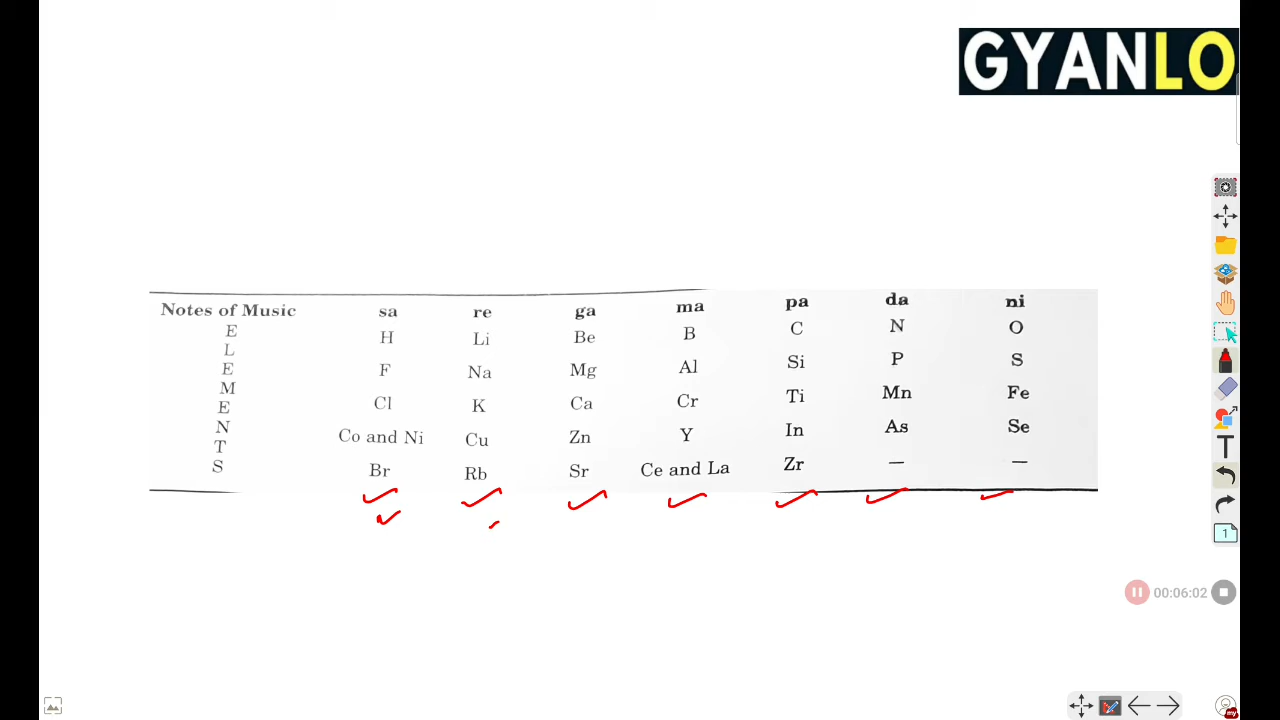 GYANLO
Notes of Music sa re ga ma pa da ni
E H Li Be B C N O
L
E F Na Mg Al Si P S
M
E Cl K Ca Cr Ti Mn Fe
N Co and Ni Cu Zn Y In As Se
T
S Br Rb Sr Ce and La Zr — —
T
1
00:06:02